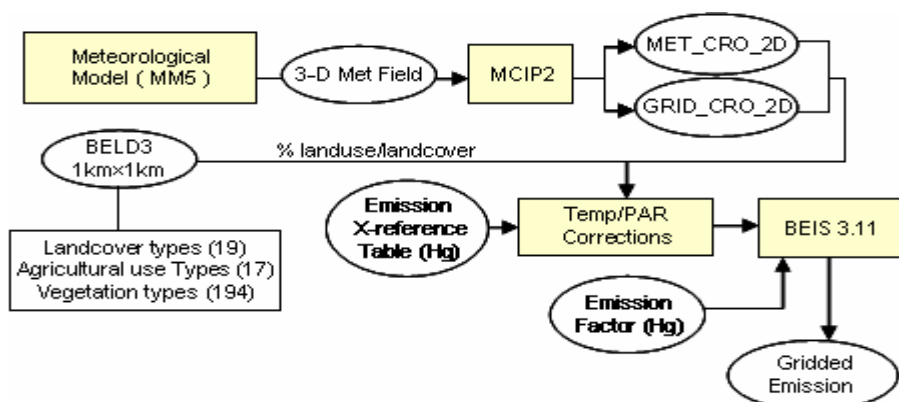 Meteorological
Model ( MM5 )
3-D Met Field
MCIP2
MET_CRO_2D
GRID_CRO_2D
BELD3
1km×1km
% landuse/landcover
Landcover types (19)
Agricultural use Types (17)
Vegetation types (194)
Emission
X-reference
Table (Hg)
Temp/PAR
Corrections
BEIS 3.11
Emission
Factor (Hg)
Gridded
Emission